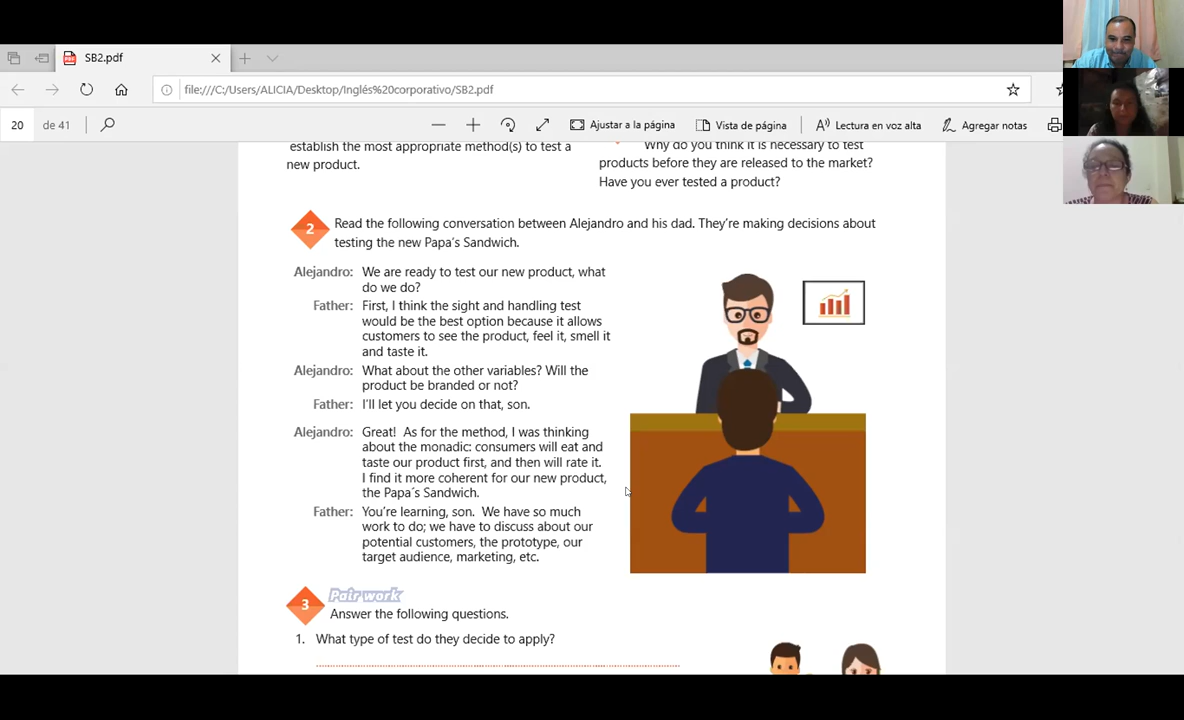 SB2.pdf
file:///C:/Users/ALICIA/Desktop/Inglés%20corporativo/SB2.pdf
20 de 41
Ajustar a la página
Vista de página
Lectura en voz alta
Agregar notas
establish the most appropriate method(s) to test a
new product.
Why do you think it is necessary to test
products before they are released to the market?
Have you ever tested a product?
2
Read the following conversation between Alejandro and his dad. They're making decisions about
testing the new Papa's Sandwich.
Alejandro: We are ready to test our new product, what
do we do?
Father: First, I think the sight and handling test
would be the best option because it allows
customers to see the product, feel it, smell it
and taste it.
Alejandro: What about the other variables? Will the
product be branded or not?
Father: I'll let you decide on that, son.
Alejandro: Great! As for the method, I was thinking
about the monadic: consumers will eat and
taste our product first, and then will rate it.
I find it more coherent for our new product,
the Papa´s Sandwich.
Father: You're learning, son. We have so much
work to do; we have to discuss about our
potential customers, the prototype, our
target audience, marketing, etc.
3
Pair work
Answer the following questions.
1. What type of test do they decide to apply?